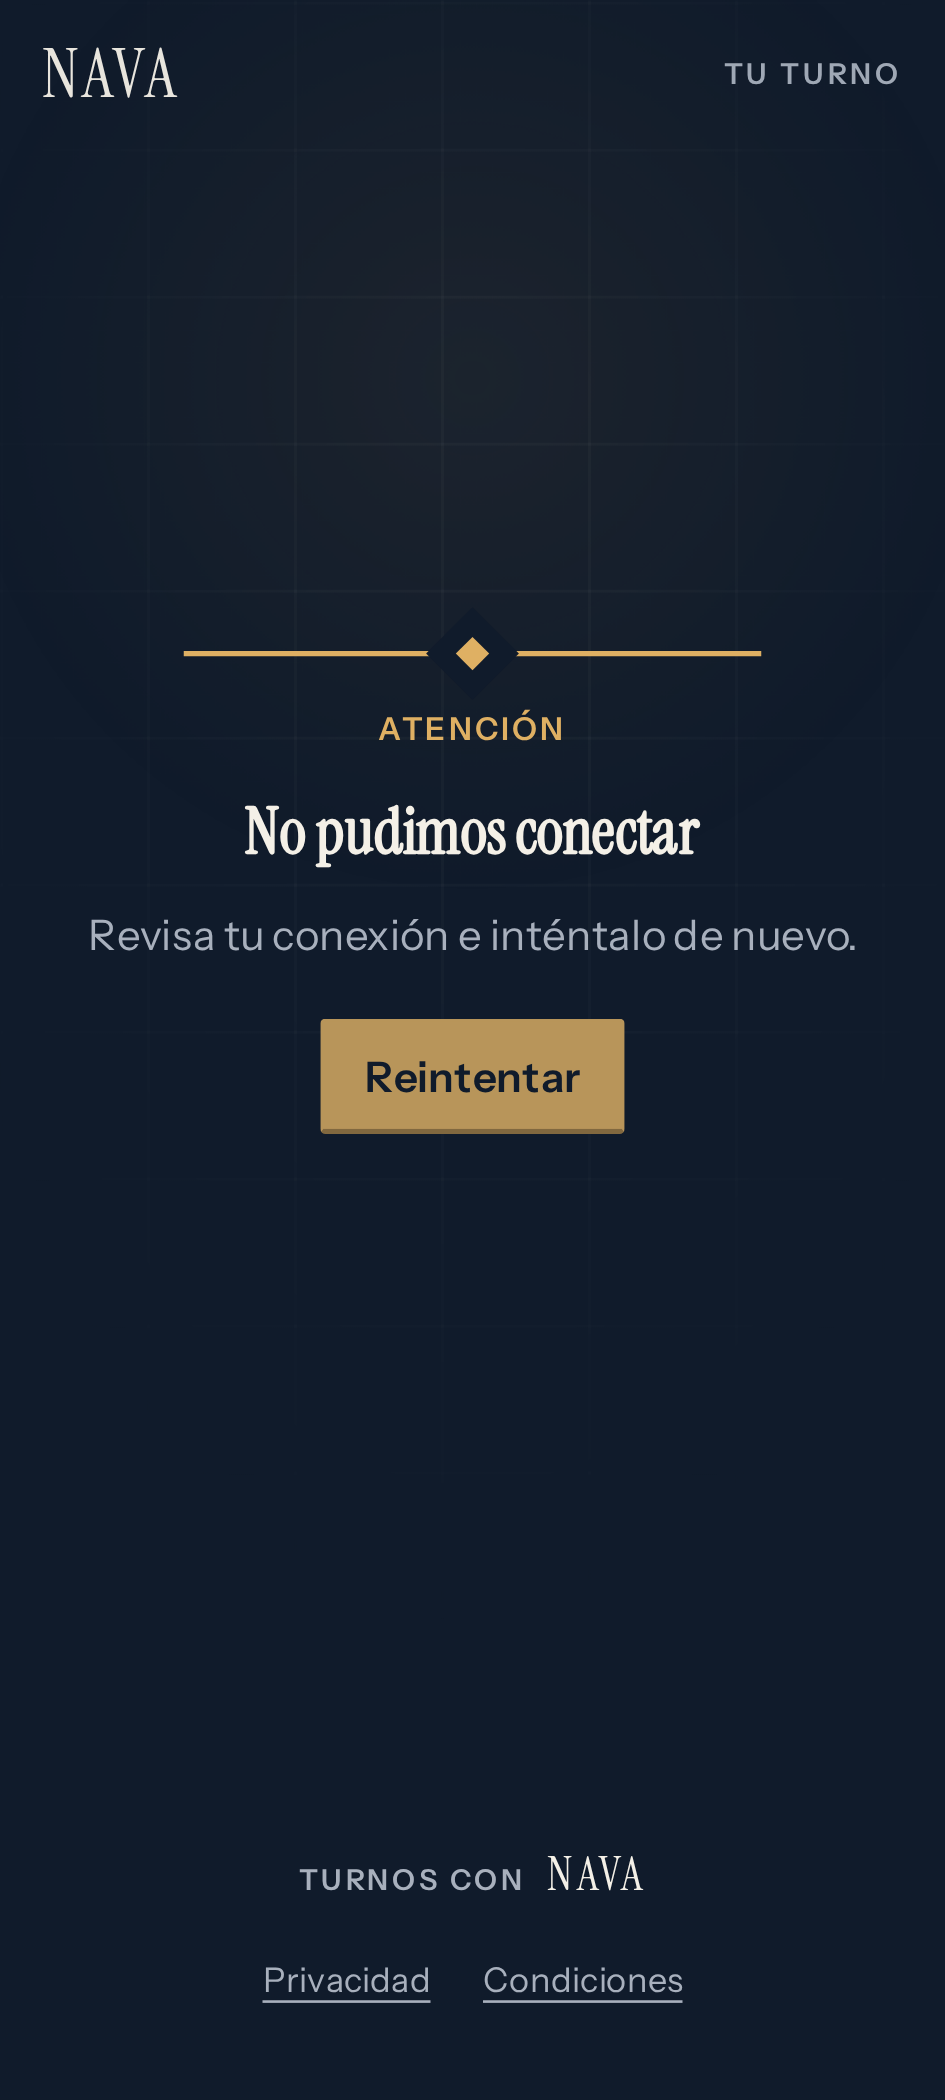 NAVA
TU TURNO
ATENCIÓN
No pudimos conectar
Revisa tu conexión e inténtalo de nuevo.
Reintentar
TURNOS CON NAVA
Privacidad
Condiciones